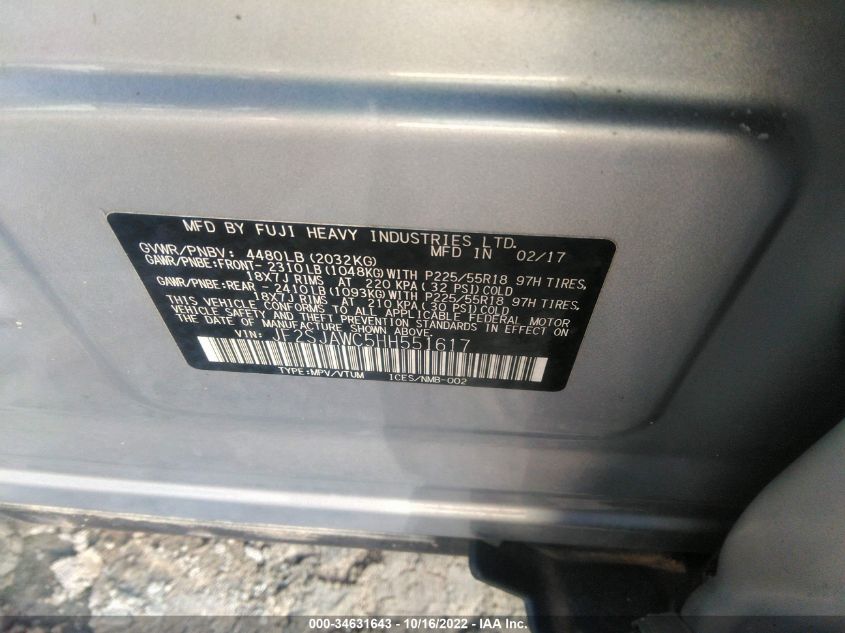 MFD BY FUJI HEAVY INDUSTRIES LTD.
GVWR/PNBV: 4480LB (2032KG) MFD IN 02/17
GAWR/PNBE:FRONT- 2310LB (1048KG) WITH P225/55R18 97H TIRES,
18X7J RIMS AT 220 KPA ( 32 PSI) COLD
GAWR/PNBE:REAR - 2410LB (1093KG) WITH P225/55R18 97H TIRES,
18X7J RIMS AT 210 KPA ( 30 PSI) COLD
THIS VEHICLE CONFORMS TO ALL APPLICABLE FEDERAL MOTOR
VEHICLE SAFETY AND THEFT PREVENTION STANDARDS IN EFFECT ON
THE DATE OF MANUFACTURE SHOWN ABOVE.
VIN: JF2SJAWC5HH551617
TYPE:MPV/VTUM ICES/NMB-002
000-34631643 / 10/16/2022 - IAA Inc.